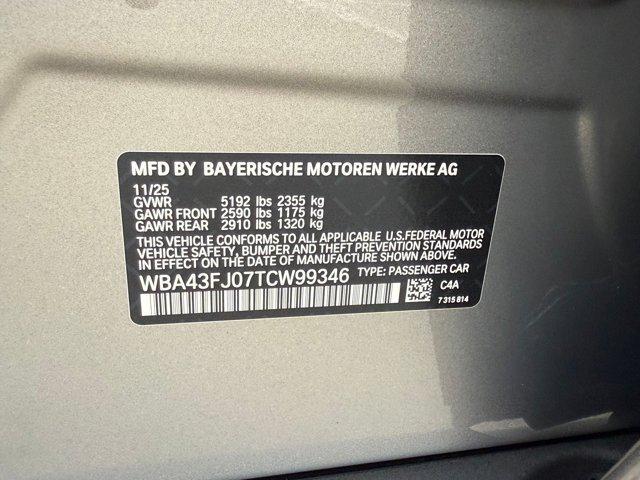 MFD BY BAYERISCHE MOTOREN WERKE AG
11/25
GVWR 5192 lbs 2355 kg
GAWR FRONT 2590 lbs 1175 kg
GAWR REAR 2910 lbs 1320 kg
THIS VEHICLE CONFORMS TO ALL APPLICABLE U.S.FEDERAL MOTOR
VEHICLE SAFETY, BUMPER AND THEFT PREVENTION STANDARDS
IN EFFECT ON THE DATE OF MANUFACTURE SHOWN ABOVE.
WBA43FJ07TCW99346 TYPE: PASSENGER CAR
C4A
7 315 814